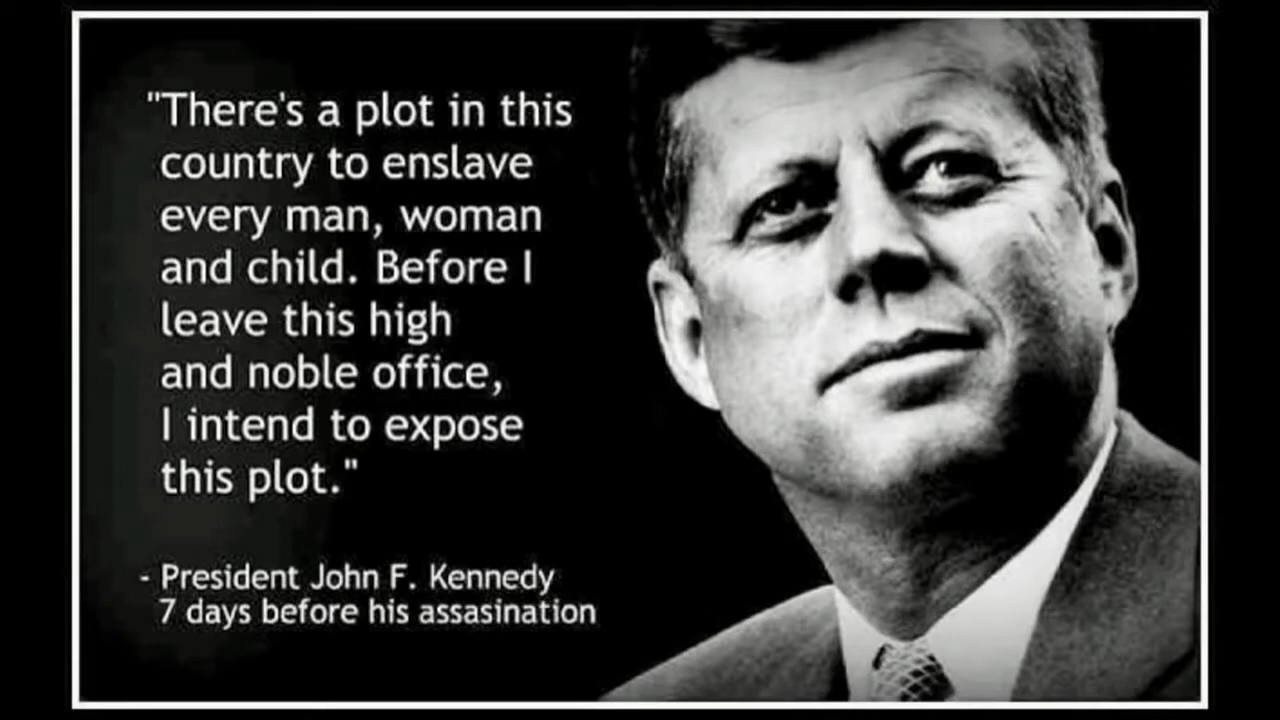 "There's a plot in this
country to enslave
every man, woman
and child. Before I
leave this high
and noble office,
I intend to expose
this plot."
- President John F. Kennedy
7 days before his assasination